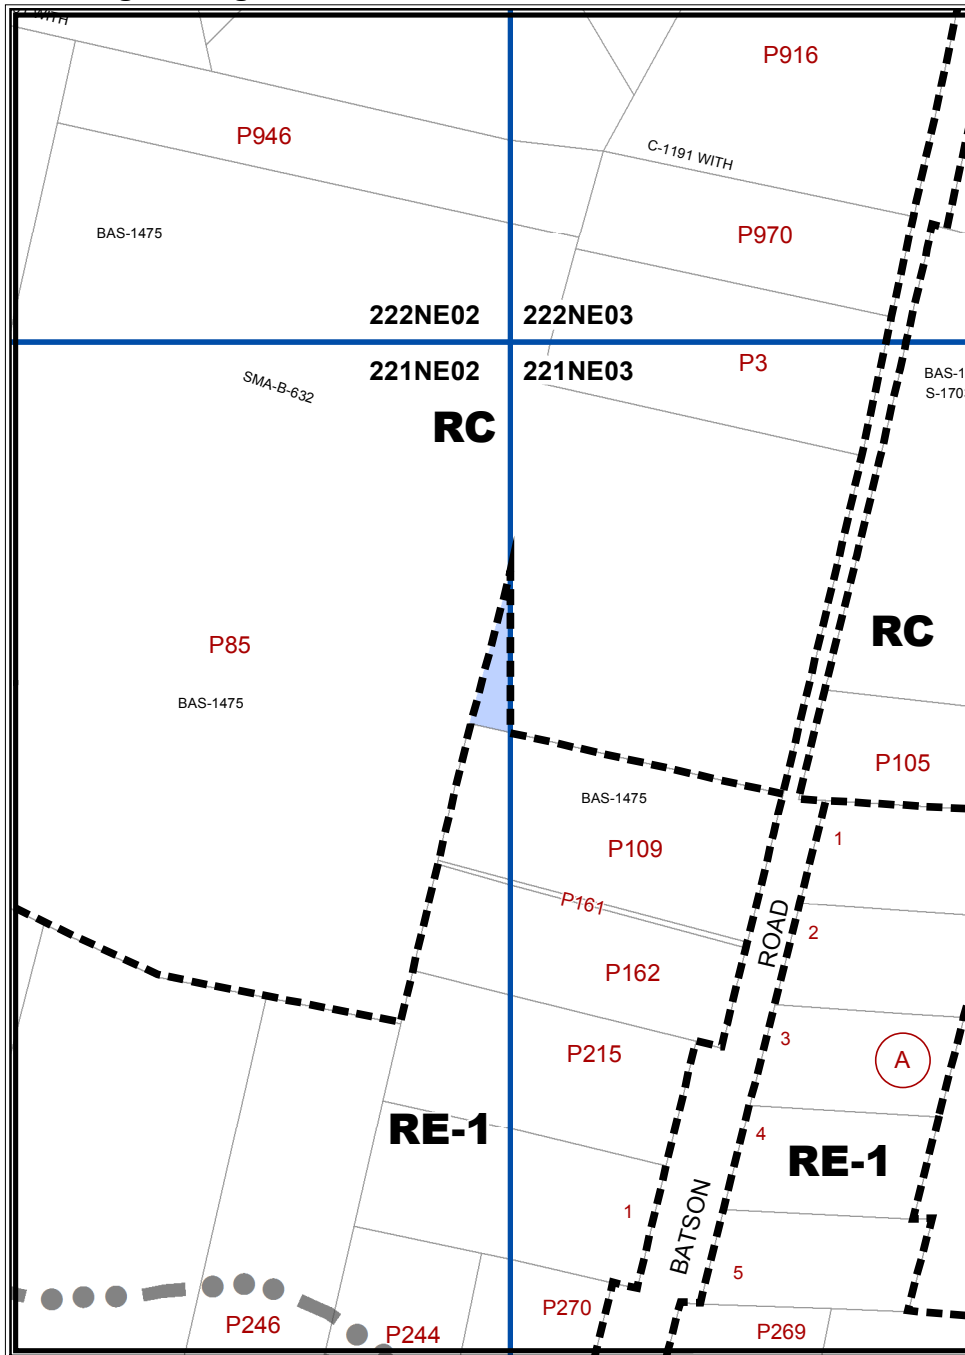 WITH
P916
P946
C-1191 WITH
BAS-1475
P970
222NE02
222NE03
221NE02
221NE03
P3
SMA-B-632
BAS-1
S-170
RC
RC
P85
BAS-1475
P105
BAS-1475
1
P109
P161
2
ROAD
P162
3
P215
A
RE-1
4
RE-1
1
BATSON
5
P270
P246
P244
P269